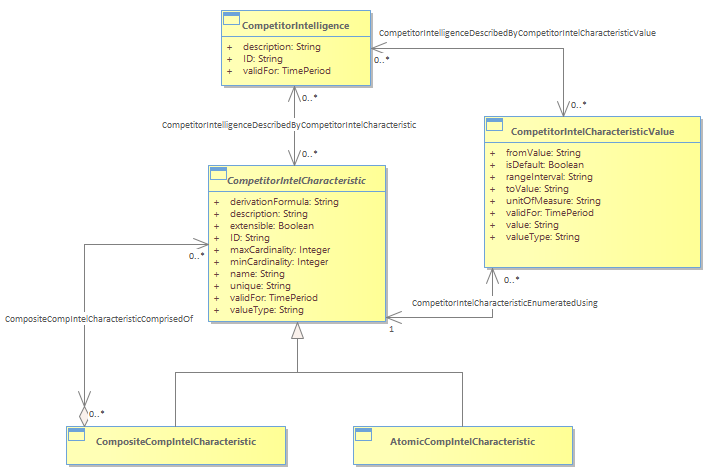 CompetitorIntelligence
+ description: String
+ ID: String
+ validFor: TimePeriod
CompetitorIntelligenceDescribedByCompetitorIntelCharacteristicValue
0..*
0..*
0..*
CompetitorIntelligenceDescribedByCompetitorIntelCharacteristic
0..*
CompetitorIntelCharacteristicValue
+ fromValue: String
+ isDefault: Boolean
+ rangeInterval: String
+ toValue: String
+ unitOfMeasure: String
+ validFor: TimePeriod
+ value: String
+ valueType: String
CompetitorIntelCharacteristic
+ derivationFormula: String
+ description: String
+ extensible: Boolean
+ ID: String
+ maxCardinality: Integer
+ minCardinality: Integer
+ name: String
+ unique: String
+ validFor: TimePeriod
+ valueType: String
0..*
0..*
CompetitorIntelCharacteristicEnumeratedUsing
1
CompositeCompIntelCharacteristicComprisedOf
0..*
CompositeCompIntelCharacteristic
AtomicCompIntelCharacteristic